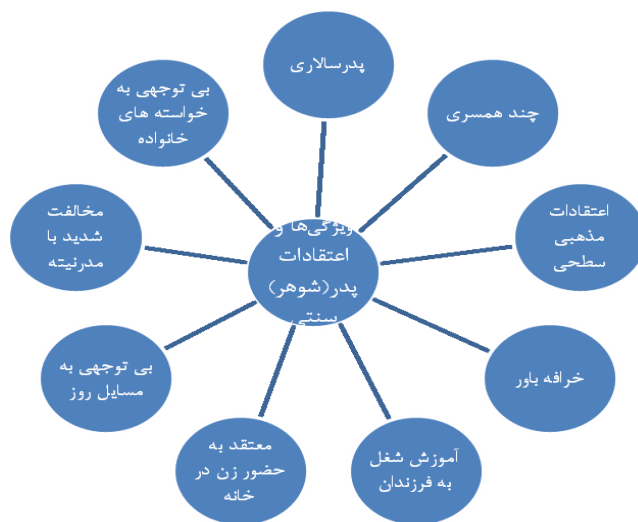 پدرسالاری
چند همسری
اعتقادات
مذهبی
سطحی
خرافه باور
آموزش شغل
به فرزندان
معتقد به
حضور زن در
خانه
بی توجهی به
مسایل روز
مخالفت
شدید با
مدرنیته
بی توجهی به
خواسته های
خانواده
ویژگی‌ها و
اعتقادات
پدر(شوهر)
سنتی